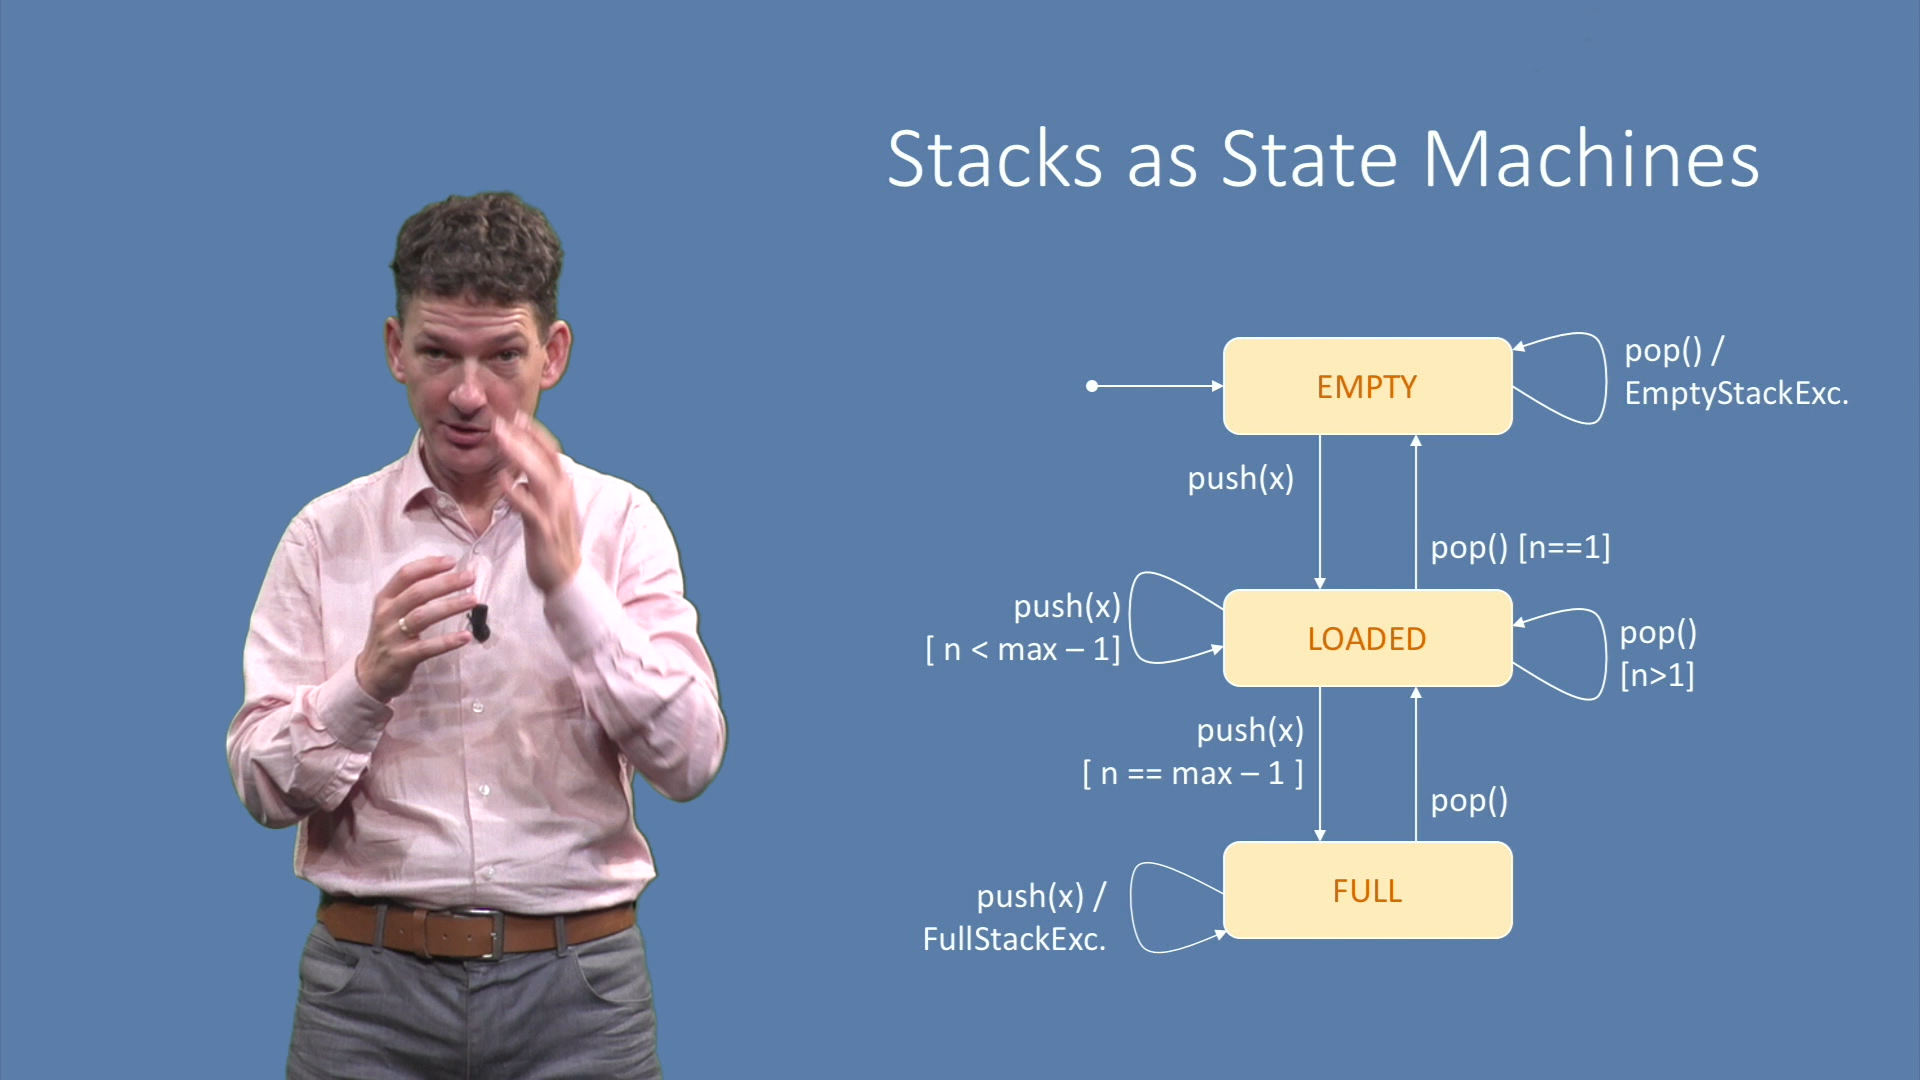 Stacks as State Machines
EMPTY
pop() /
EmptyStackExc.
push(x)
pop() [n==1]
push(x)
[ n < max – 1]
LOADED
pop()
[n>1]
push(x)
[ n == max – 1 ]
pop()
FULL
push(x) /
FullStackExc.